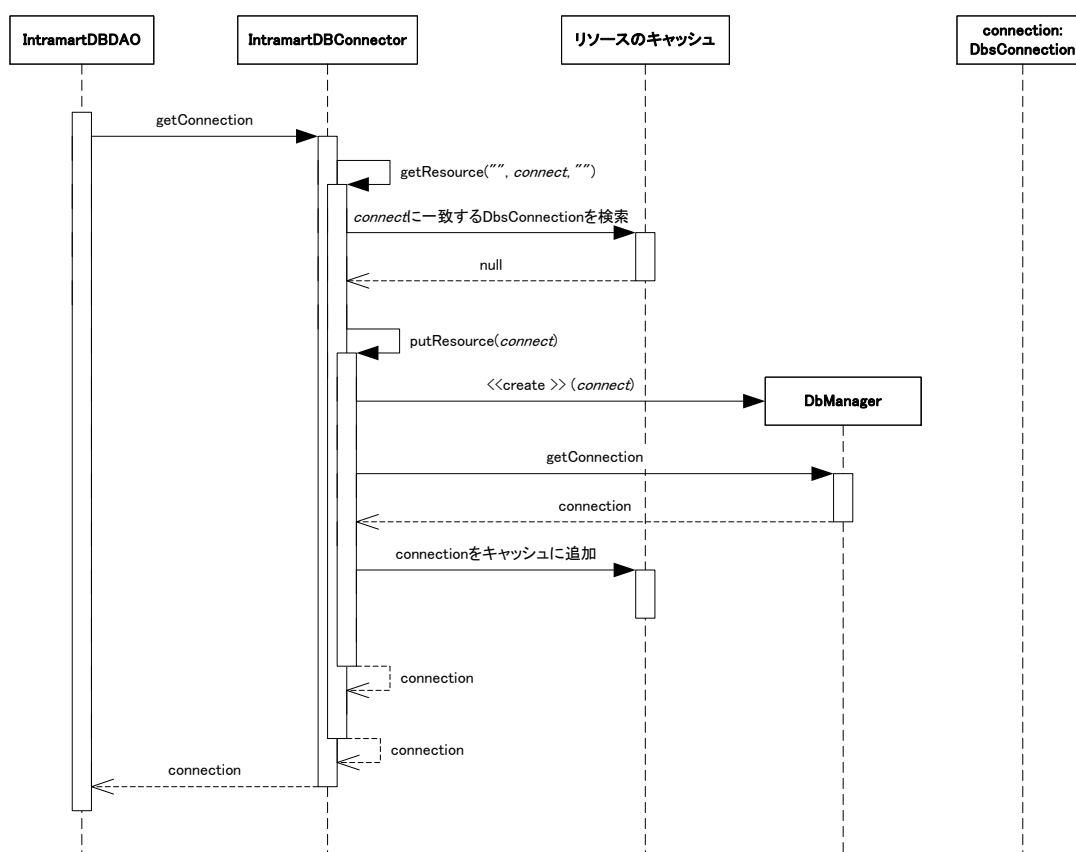 IntramartDBDAO
IntramartDBConnector
リソースのキャッシュ
connection:
DbsConnection
getConnection
getResource("", connect, "")
connectに一致するDbsConnectionを検索
null
putResource(connect)
<<create >> (connect)
DbManager
getConnection
connection
connectionをキャッシュに追加
connection
connection
connection